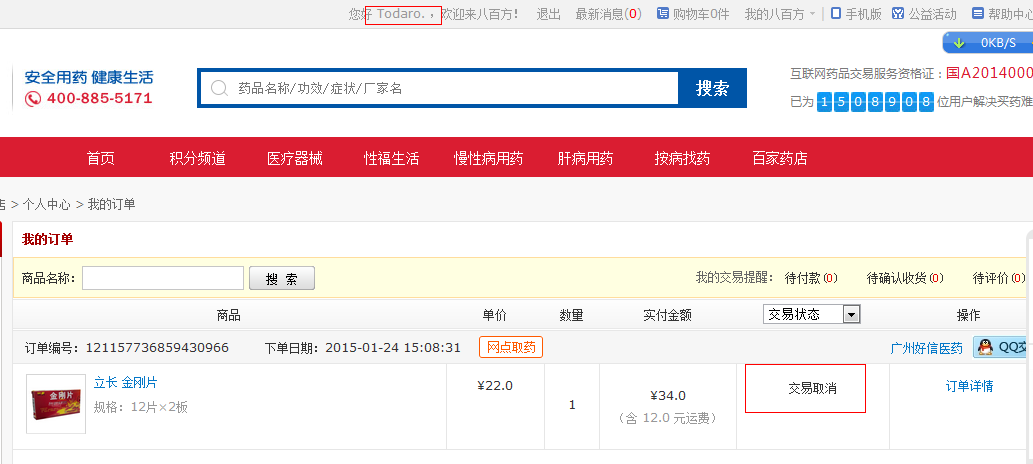 您好 Todaro. ，欢迎来八百方！ 退出 最新消息(0) 购物车0件 我的八百方 手机版 公益活动 帮助中心
0KB/S
安全用药 健康生活
400-885-5171
药品名称/功效/症状/厂家名 搜索
互联网药品交易服务资格证：国A2014000
已为 1508908 位用户解决买药难
首页 积分频道 医疗器械 性福生活 慢性病用药 肝病用药 按病找药 百家药店
店 > 个人中心 > 我的订单
我的订单
商品名称： 搜 索 我的交易提醒： 待付款(0) 待确认收货(0) 待评价(0)
商品 单价 数量 实付金额 交易状态 操作
订单编号：121157736859430966 下单日期：2015-01-24 15:08:31 网点取药 广州好信医药 QQ交
金刚片
立长 金刚片 ¥22.0 1 ¥34.0 交易取消 订单详情
规格：12片×2板 （含 12.0 元运费）